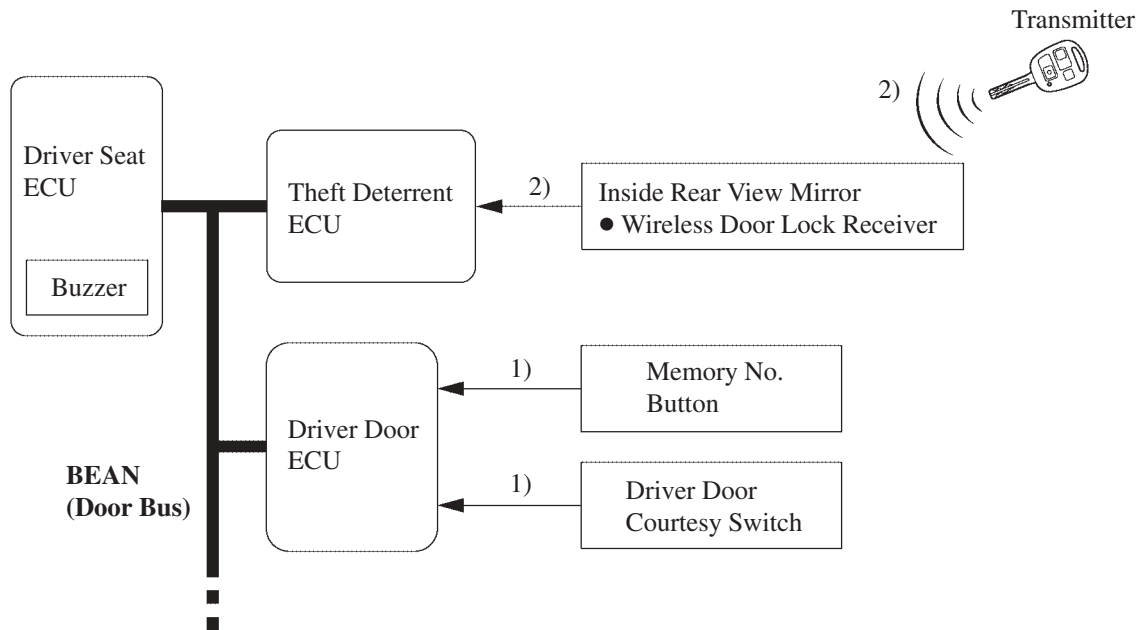 Transmitter
2)
Driver Seat
ECU
Buzzer
Theft Deterrent
ECU
2)
Inside Rear View Mirror
● Wireless Door Lock Receiver
1)
Memory No.
Button
Driver Door
ECU
1)
Driver Door
Courtesy Switch
BEAN
(Door Bus)